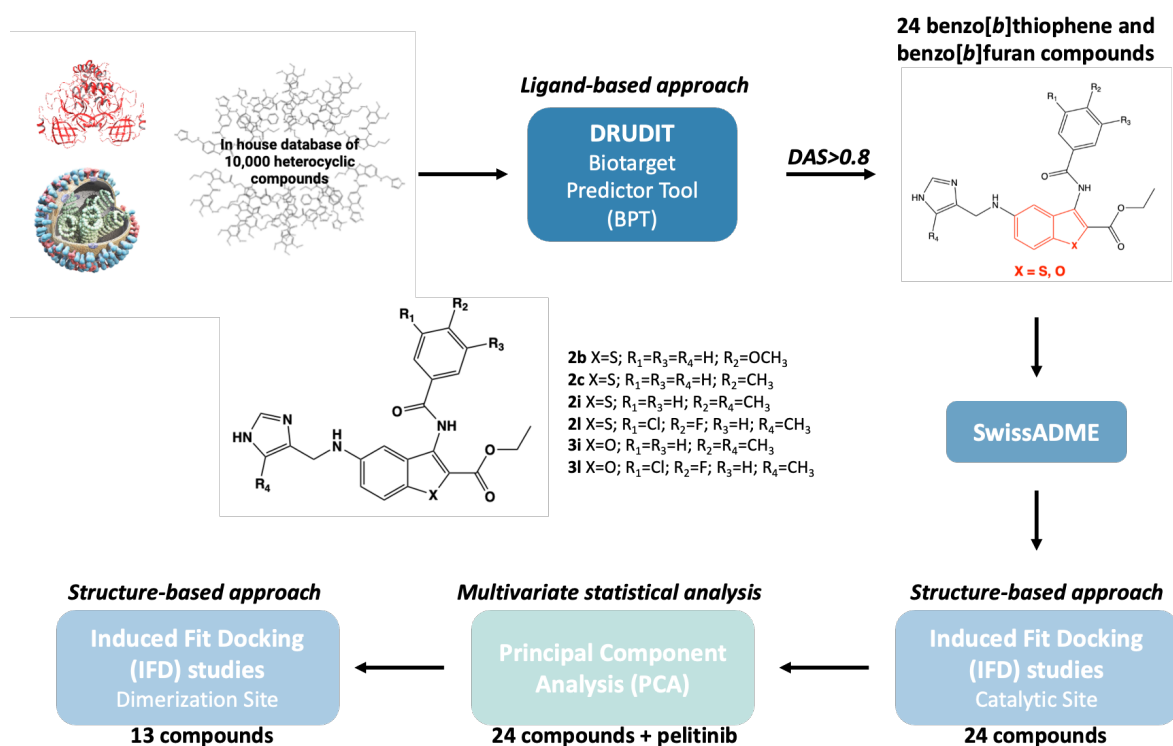 24 benzo[b]thiophene and
benzo[b]furan compounds
In house database of
10,000 heterocyclic
compounds
Ligand-based approach
DRUDIT
Biotarget
Predictor Tool
(BPT)
DAS>0.8
R₁
R₂
R₃
O
NH
N
HN
R₄
H
N
O
O
X
X = S, O
R₁
R₂
R₃
O
NH
N
HN
R₄
H
N
O
O
X
2b X=S; R₁=R₃=R₄=H; R₂=OCH₃
2c X=S; R₁=R₃=R₄=H; R₂=CH₃
2i X=S; R₁=R₃=H; R₂=R₄=CH₃
2l X=S; R₁=Cl; R₂=F; R₃=H; R₄=CH₃
3i X=O; R₁=R₃=H; R₂=R₄=CH₃
3l X=O; R₁=Cl; R₂=F; R₃=H; R₄=CH₃
SwissADME
Structure-based approach
Induced Fit Docking
(IFD) studies
Dimerization Site
13 compounds
Multivariate statistical analysis
Principal Component
Analysis (PCA)
24 compounds + pelitinib
Structure-based approach
Induced Fit Docking
(IFD) studies
Catalytic Site
24 compounds